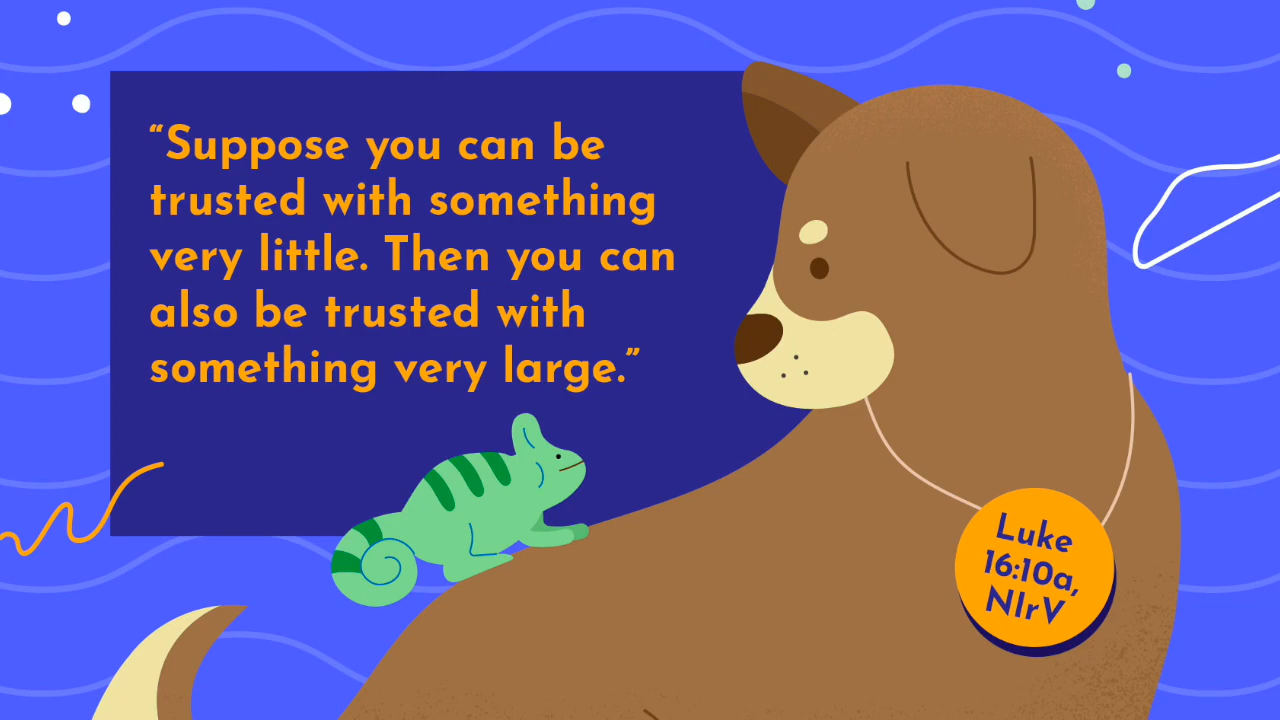 “Suppose you can be
trusted with something
very little. Then you can
also be trusted with
something very large.”
Luke
16:10a,
NIrV